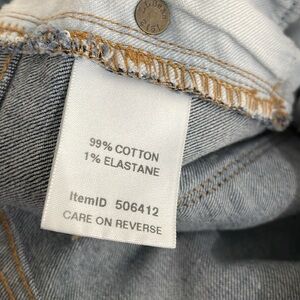 99% COTTON
1% ELASTANE
ItemID 506412
CARE ON REVERSE